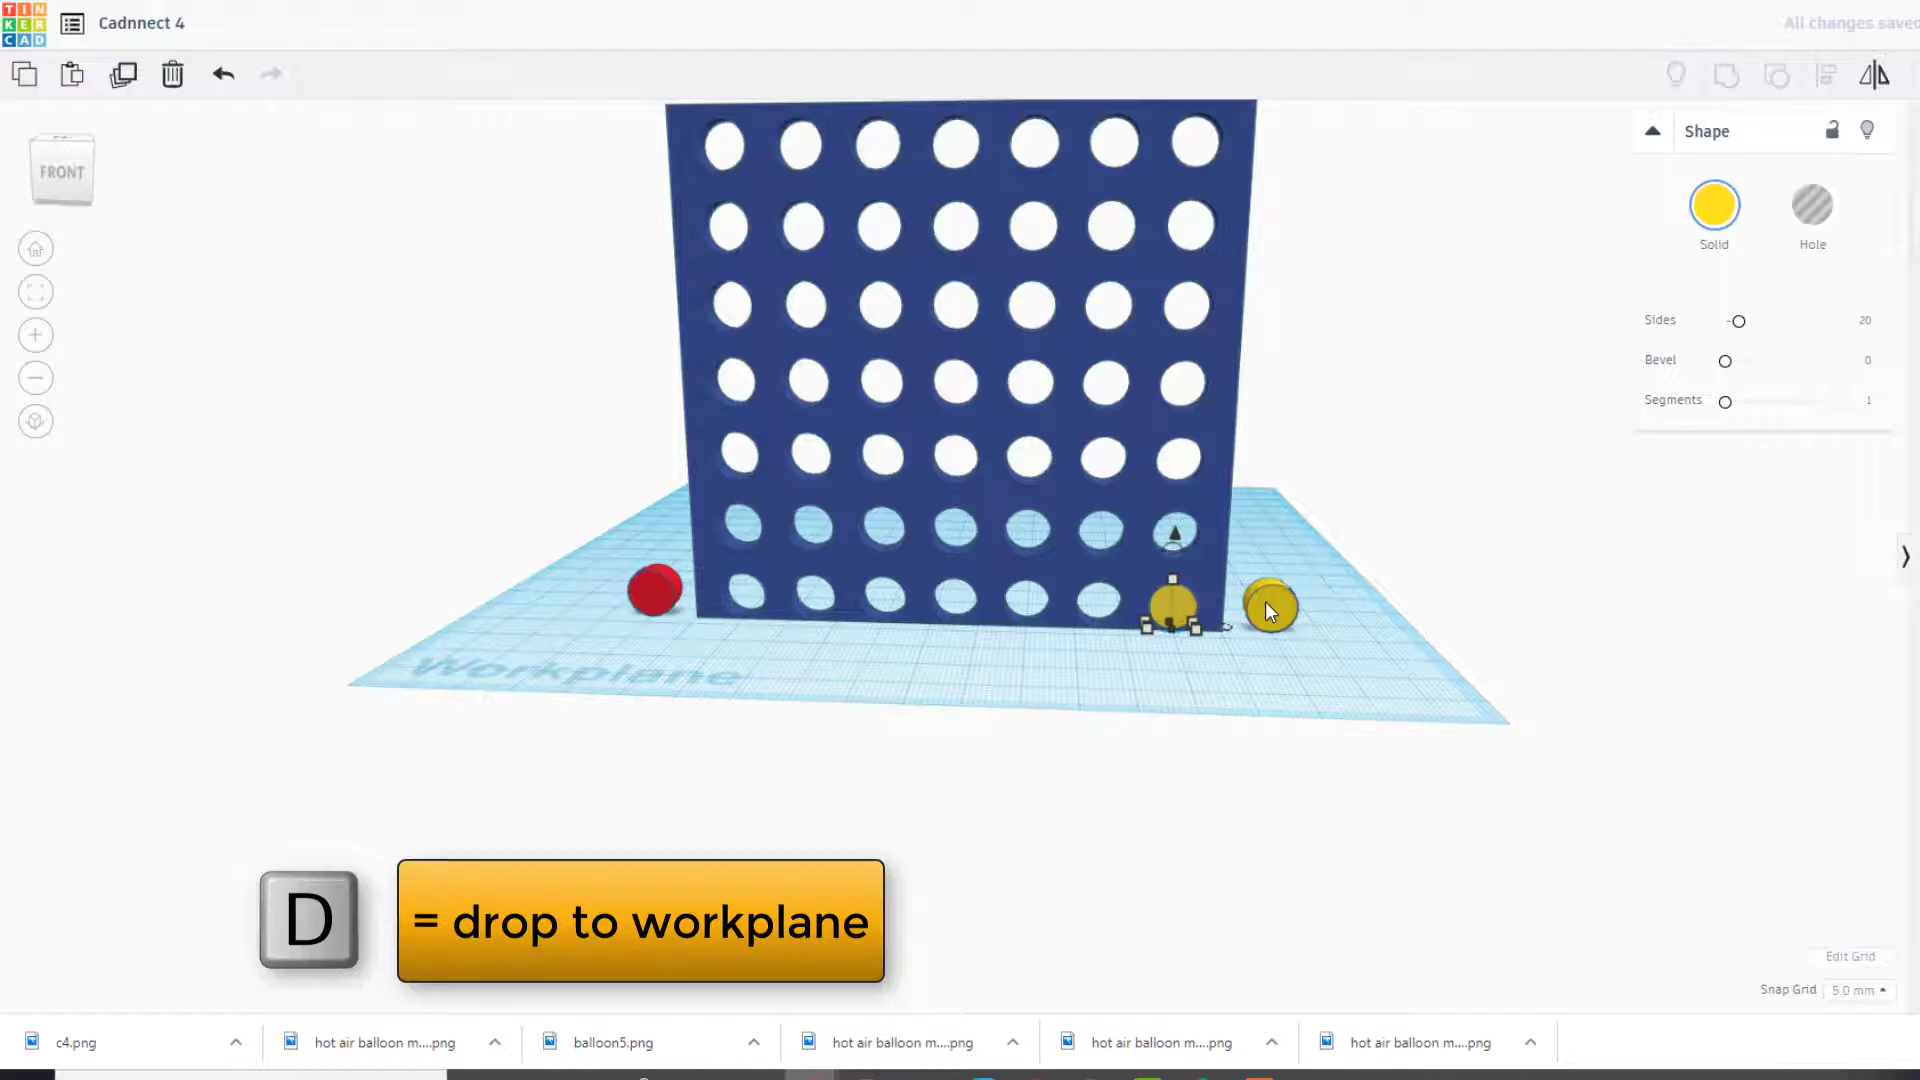 TIN
KER
CAD
Cadnnect 4
All changes saved
FRONT
Shape
Solid
Hole
Sides
20
Bevel
0
Segments
1
Workplane
D
= drop to workplane
Edit Grid
Snap Grid
5.0 mm
c4.png
hot air balloon m....png
balloon5.png
hot air balloon m....png
hot air balloon m....png
hot air balloon m....png